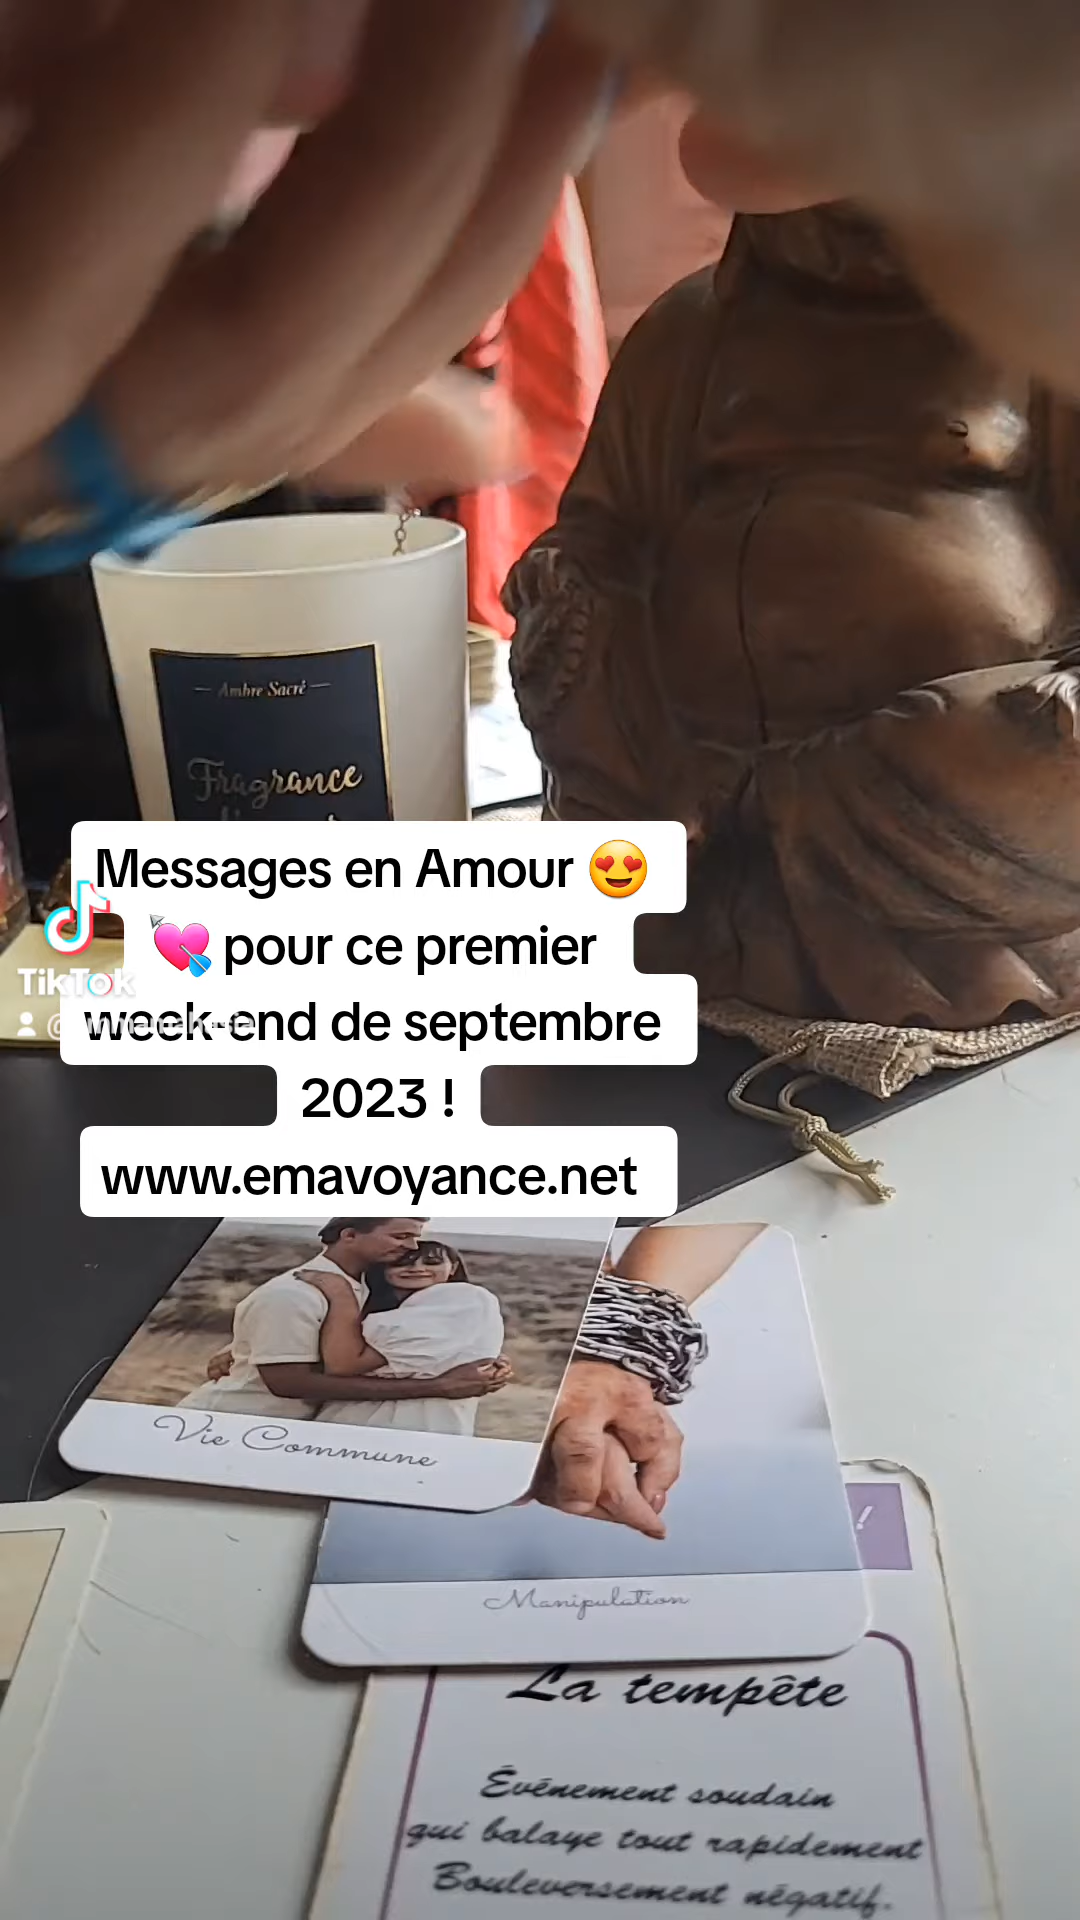 — Ambre Sacré —
Fragrance
Messages en Amour 😍
💘 pour ce premier
week-end de septembre
2023 !
www.emavoyance.net
TikTok
Vie Commune
!
Manipulation
La tempête
Événement soudain
qui balaye tout rapidement
Bouleversement négatif.